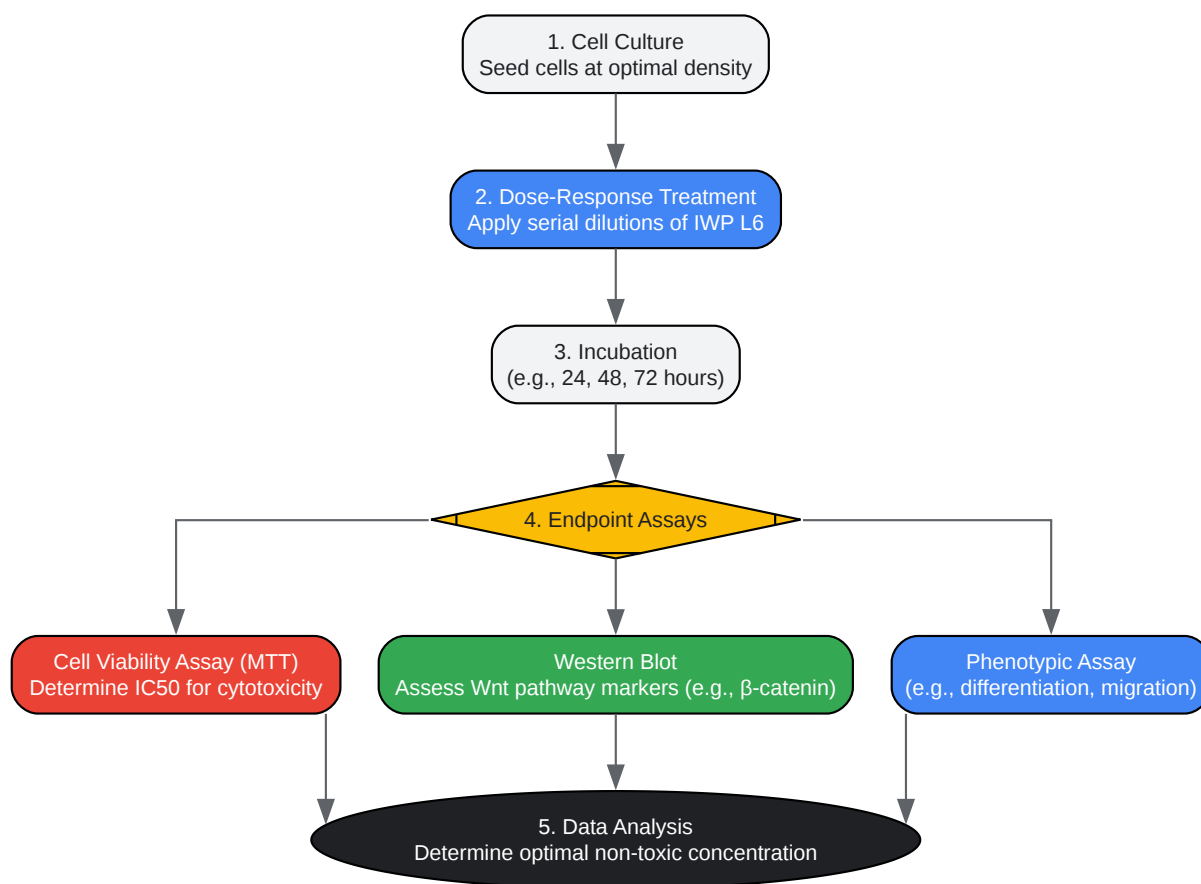 1. Cell Culture
Seed cells at optimal density
2. Dose-Response Treatment
Apply serial dilutions of IWP L6
3. Incubation
(e.g., 24, 48, 72 hours)
4. Endpoint Assays
Cell Viability Assay (MTT)
Determine IC50 for cytotoxicity
Western Blot
Assess Wnt pathway markers (e.g., β-catenin)
Phenotypic Assay
(e.g., differentiation, migration)
5. Data Analysis
Determine optimal non-toxic concentration